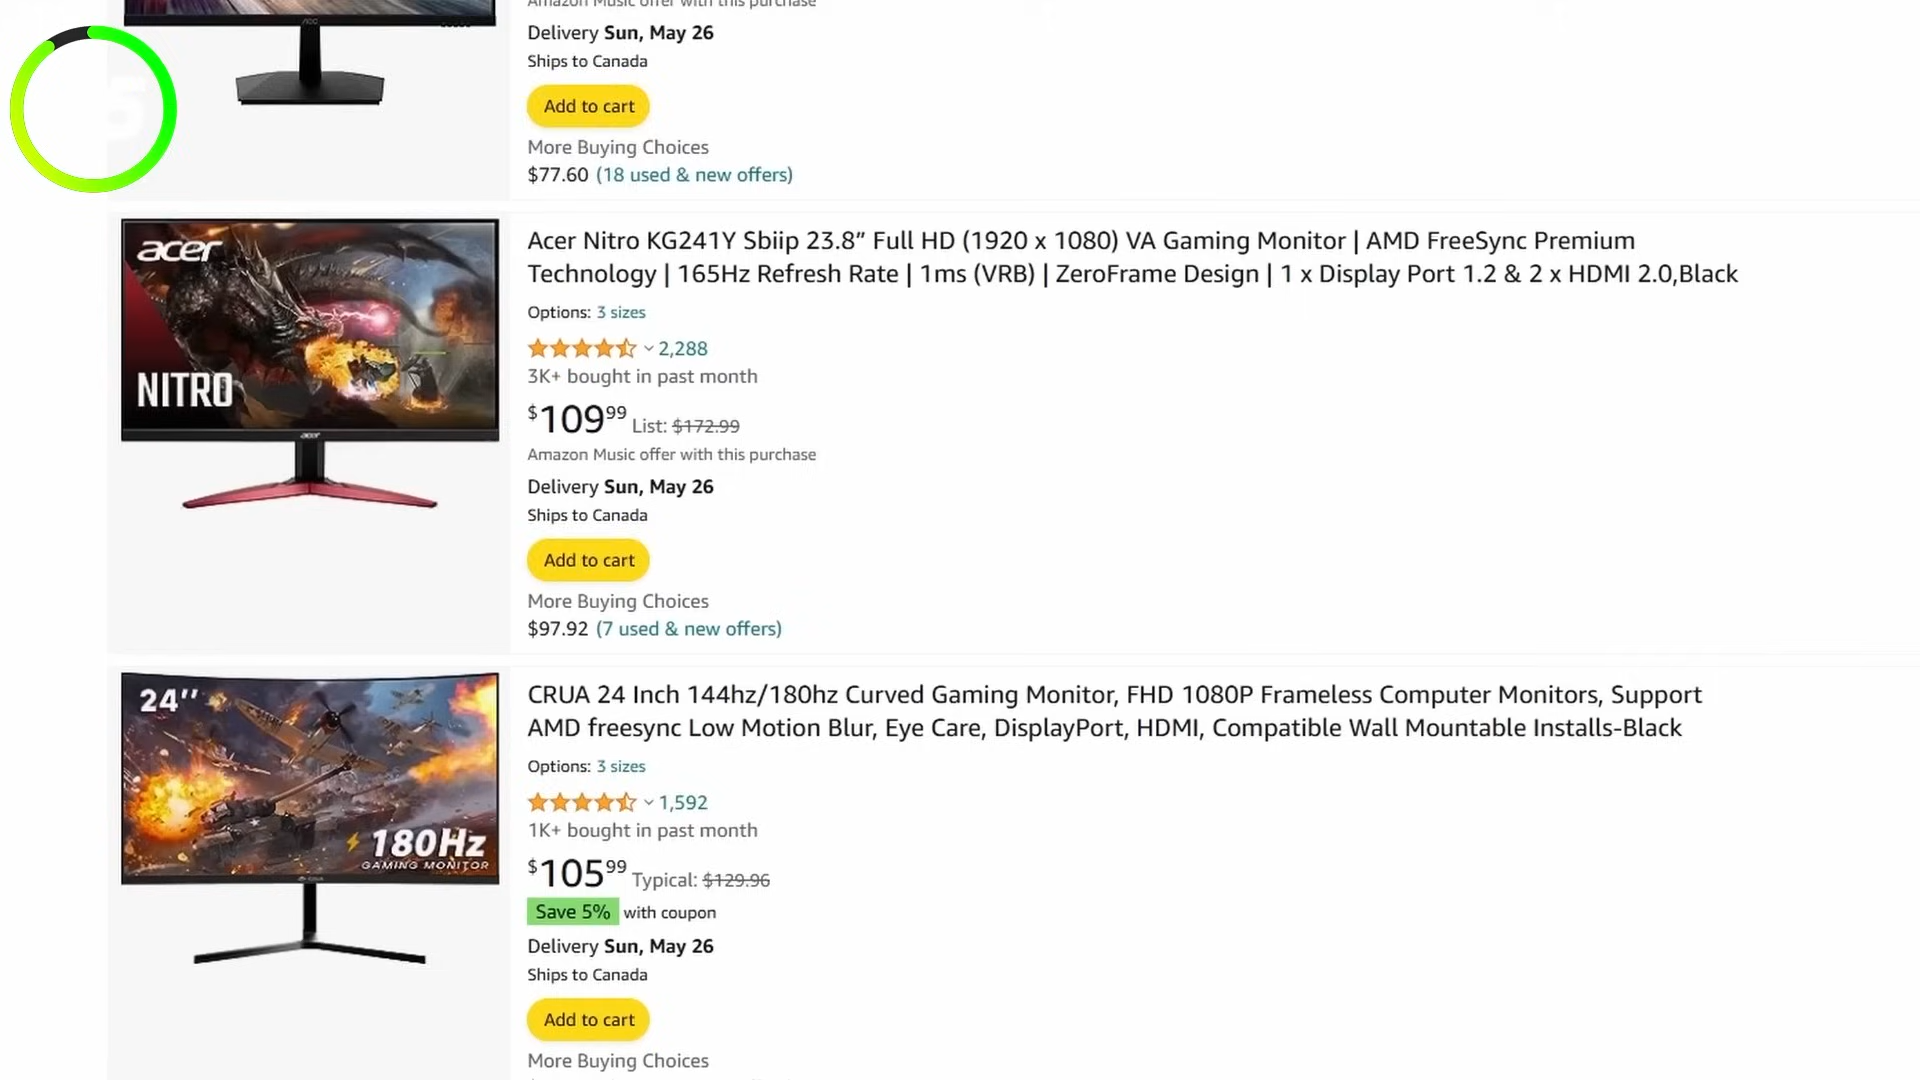 Amazon Music offer with this purchase
Delivery Sun, May 26
Ships to Canada
Add to cart
More Buying Choices
$77.60 (18 used & new offers)
acer
NITRO
acer
Acer Nitro KG241Y Sbiip 23.8” Full HD (1920 x 1080) VA Gaming Monitor | AMD FreeSync Premium
Technology | 165Hz Refresh Rate | 1ms (VRB) | ZeroFrame Design | 1 x Display Port 1.2 & 2 x HDMI 2.0,Black
Options: 3 sizes
2,288
3K+ bought in past month
$109.99 List: $172.99
Amazon Music offer with this purchase
Delivery Sun, May 26
Ships to Canada
Add to cart
More Buying Choices
$97.92 (7 used & new offers)
24’’
180Hz
GAMING MONITOR
CRUA 24 Inch 144hz/180hz Curved Gaming Monitor, FHD 1080P Frameless Computer Monitors, Support
AMD freesync Low Motion Blur, Eye Care, DisplayPort, HDMI, Compatible Wall Mountable Installs-Black
Options: 3 sizes
1,592
1K+ bought in past month
$105.99 Typical: $129.96
Save 5% with coupon
Delivery Sun, May 26
Ships to Canada
Add to cart
More Buying Choices